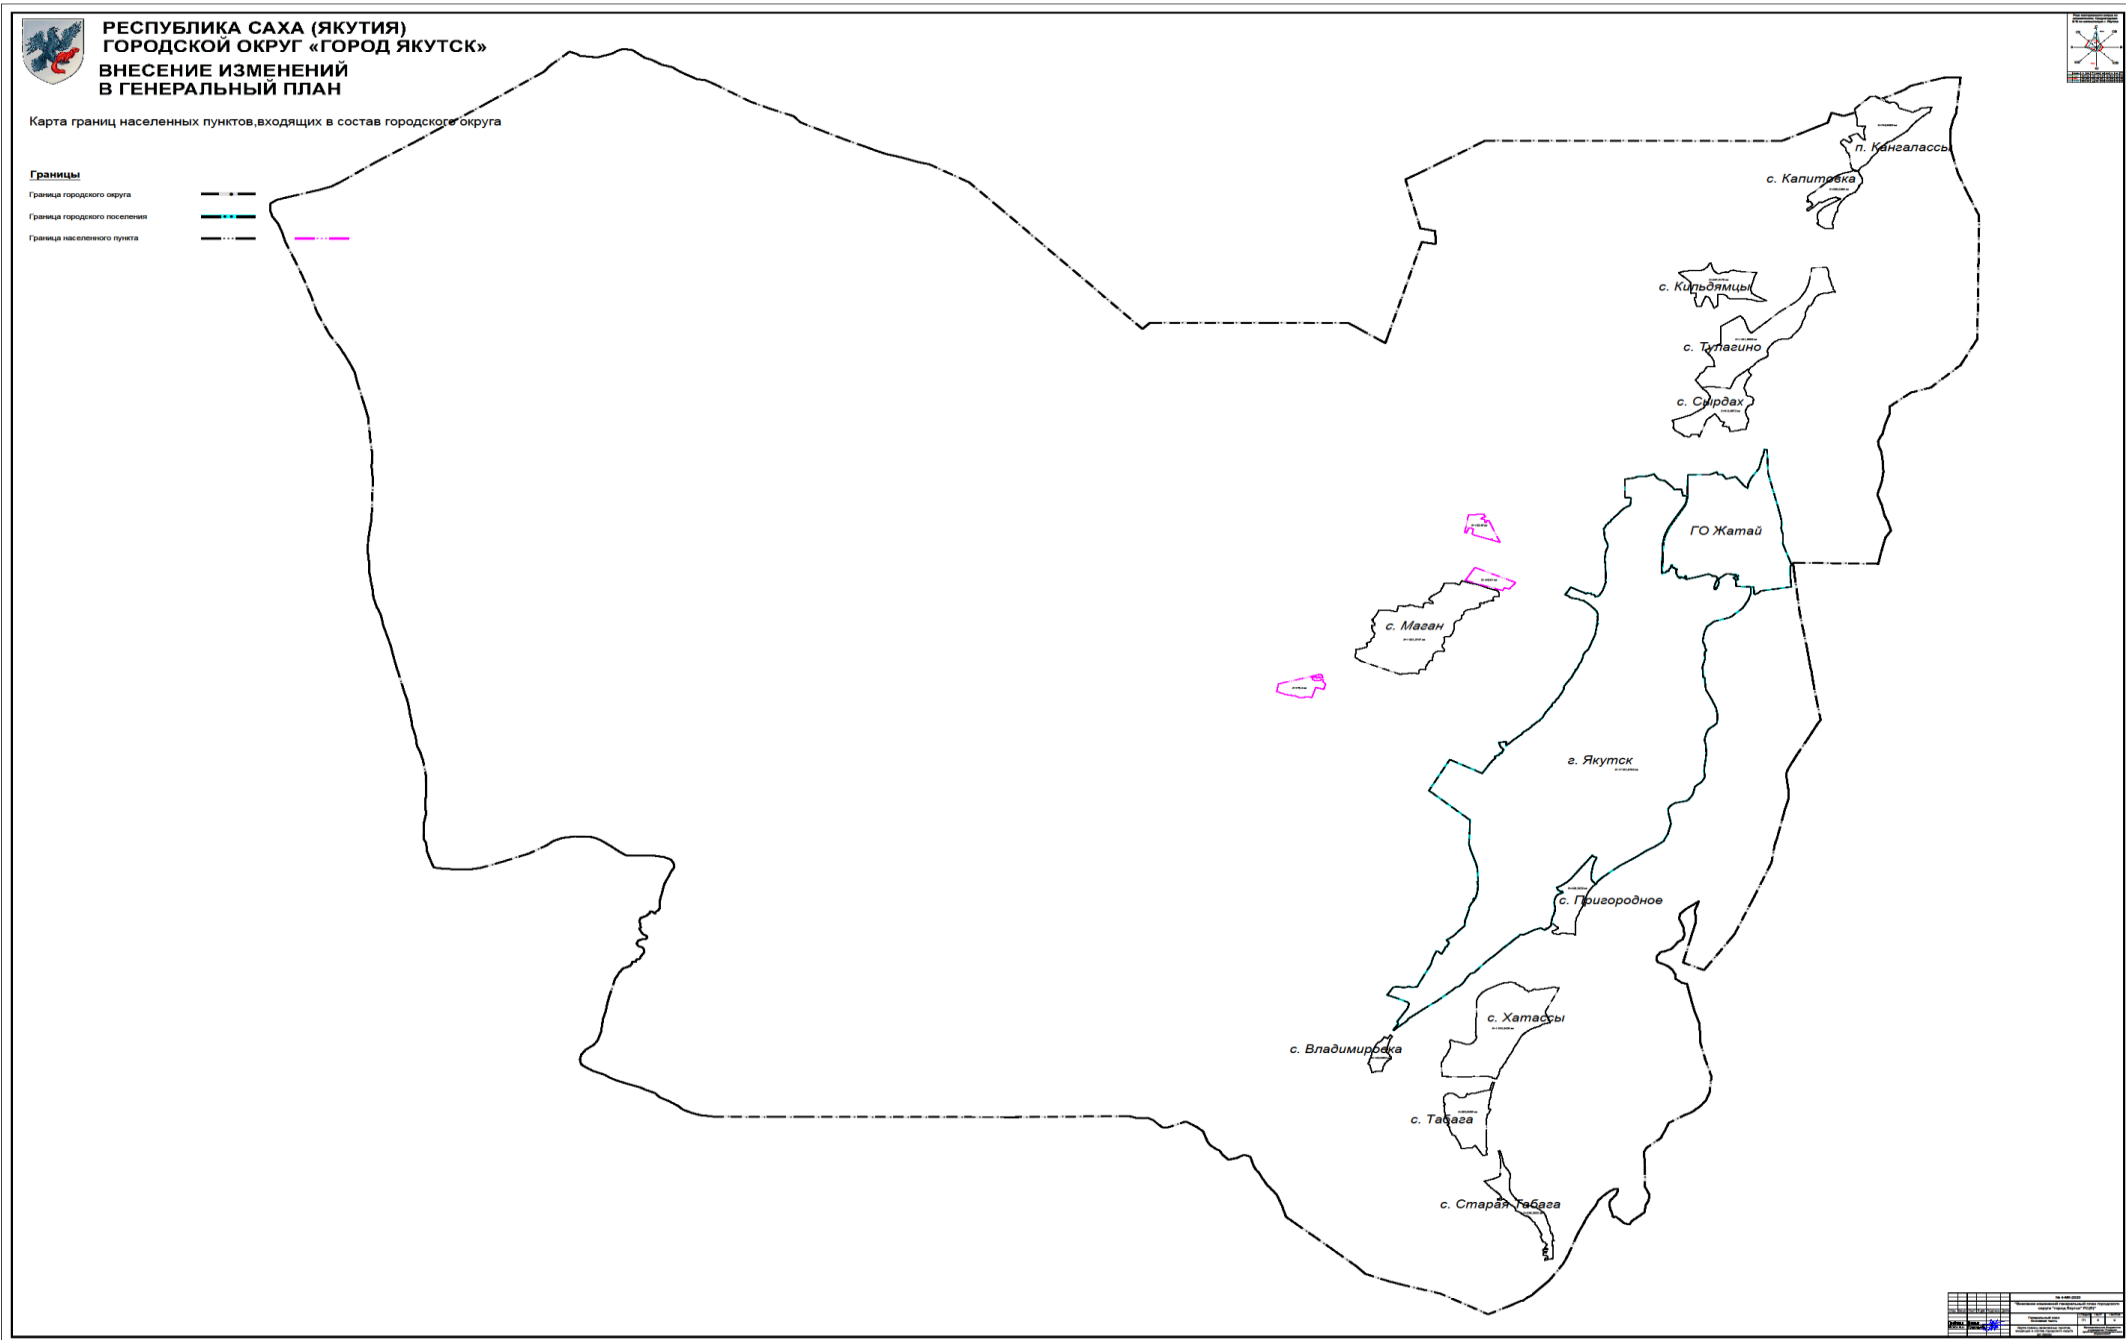 РЕСПУБЛИКА САХА (ЯКУТИЯ)
ГОРОДСКОЙ ОКРУГ «ГОРОД ЯКУТСК»
ВНЕСЕНИЕ ИЗМЕНЕНИЙ
В ГЕНЕРАЛЬНЫЙ ПЛАН
Карта границ населенных пунктов,входящих в состав городского округа
Границы
Граница городского округа
Граница городского поселения
Граница населенного пункта
п. Кангалассы
с. Капитовка
с. Кильдямцы
с. Тулагино
с. Сырдах
ГО Жатай
с. Маган
г. Якутск
с. Пригородное
с. Хатассы
с. Владимировка
с. Табага
с. Старая Табага